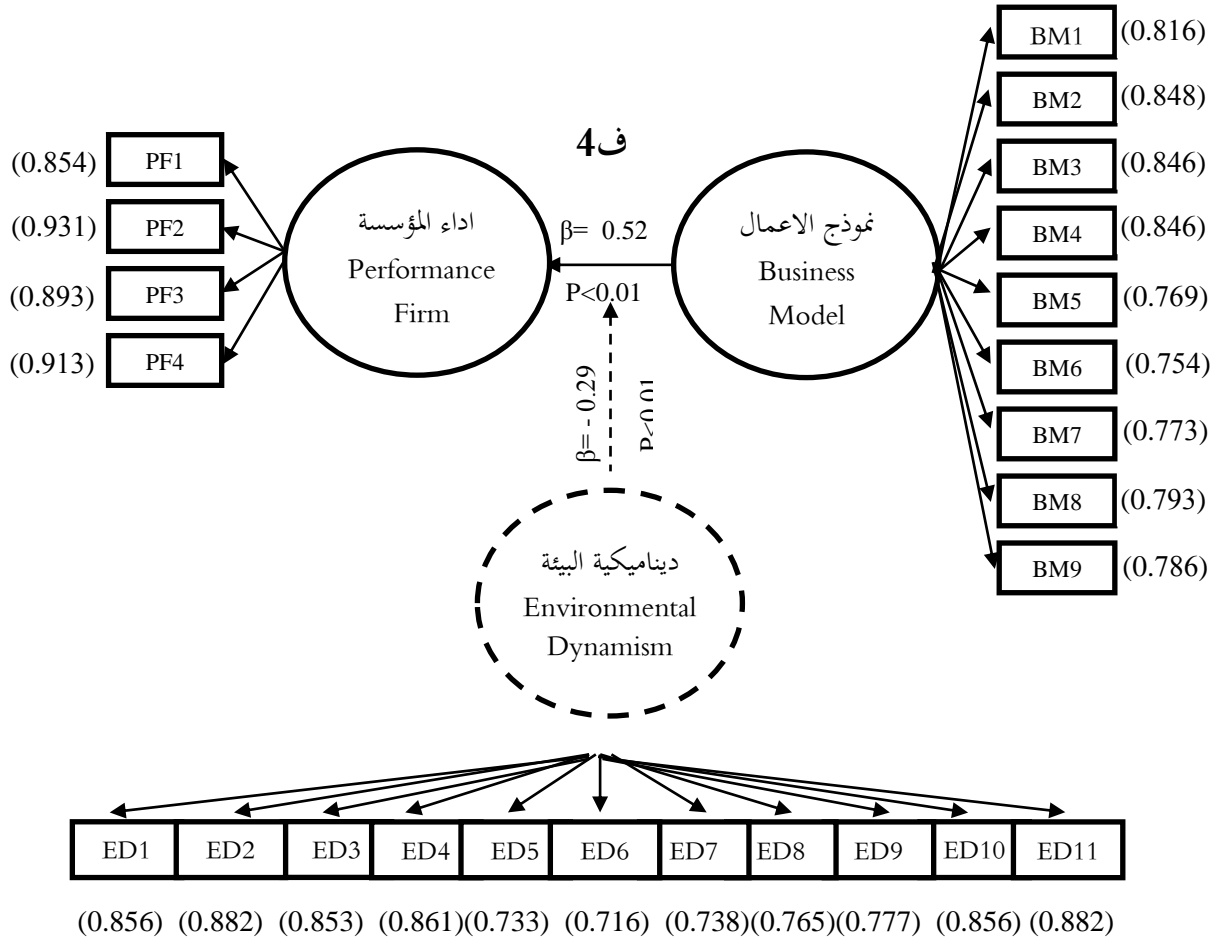 ف4
(0.854) PF1
(0.931) PF2
(0.893) PF3
(0.913) PF4
اداء المؤسسة
Performance
Firm
β= 0.52
P<0.01
نموذج الاعمال
Business
Model
BM1 (0.816)
BM2 (0.848)
BM3 (0.846)
BM4 (0.846)
BM5 (0.769)
BM6 (0.754)
BM7 (0.773)
BM8 (0.793)
BM9 (0.786)
β= - 0.29
P<0.01
ديناميكية البيئة
Environmental
Dynamism
ED1 ED2 ED3 ED4 ED5 ED6 ED7 ED8 ED9 ED10 ED11
(0.856) (0.882) (0.853) (0.861)(0.733) (0.716) (0.738)(0.765)(0.777) (0.856) (0.882)